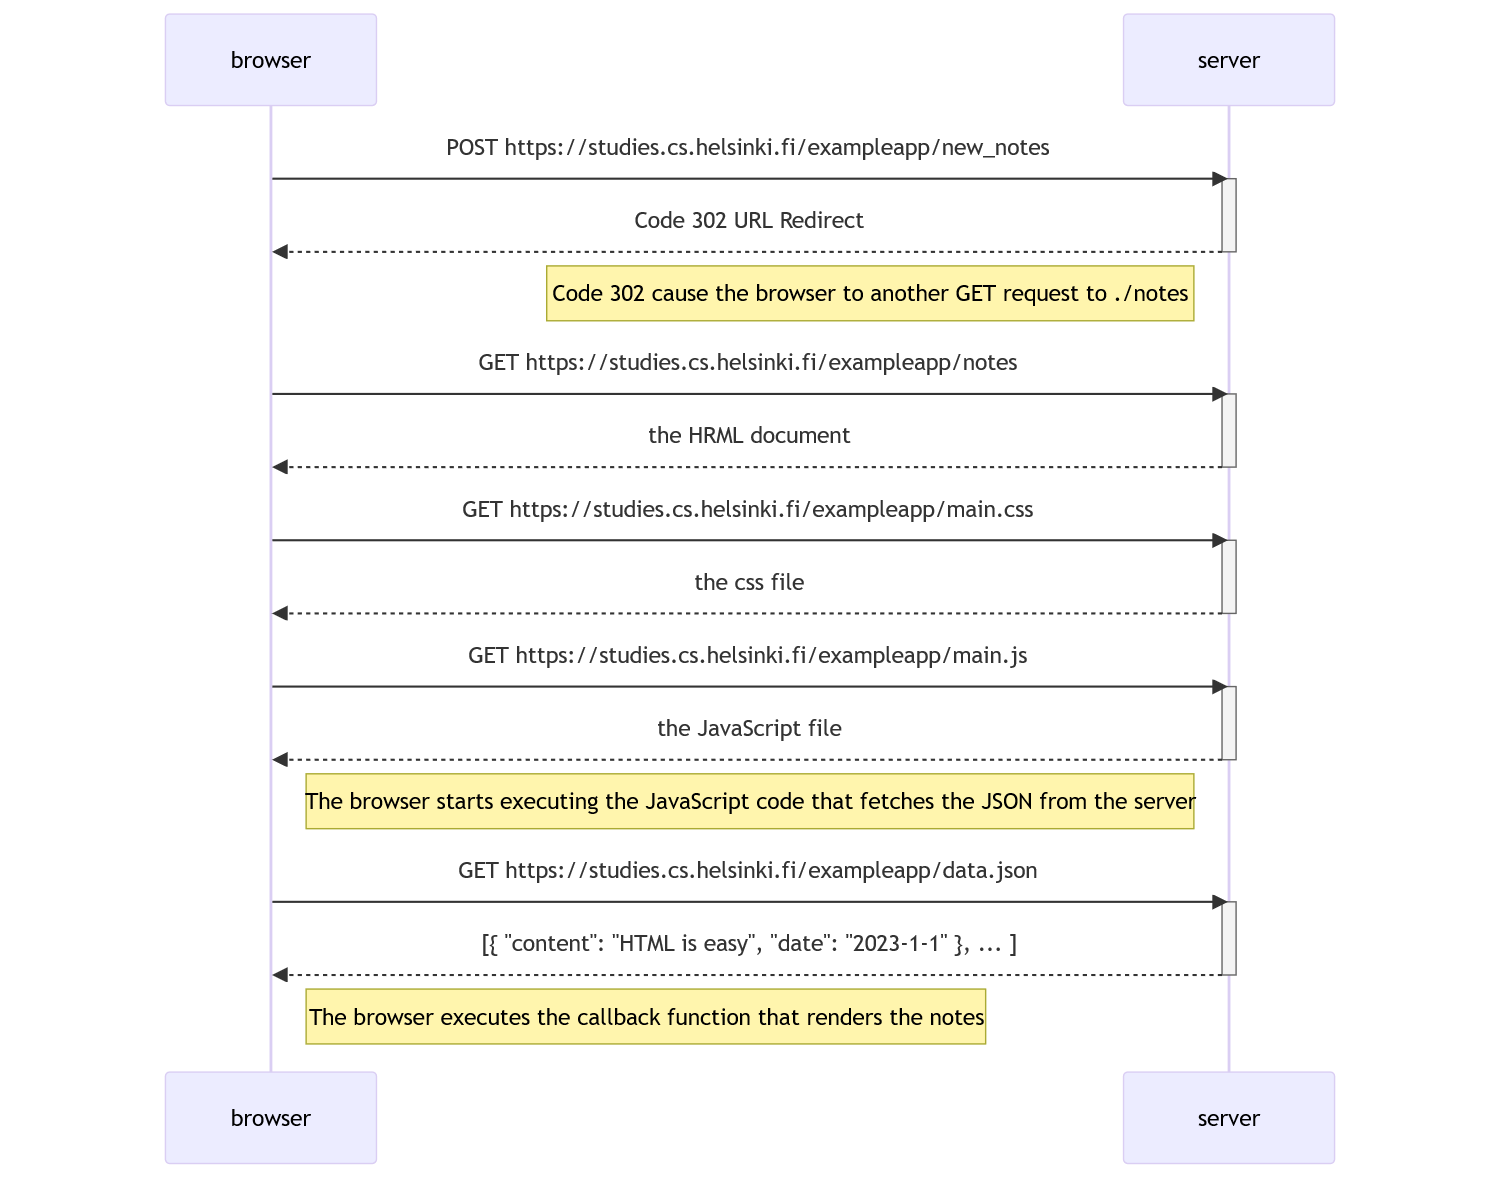 browser
server
POST https://studies.cs.helsinki.fi/exampleapp/new_notes
Code 302 URL Redirect
Code 302 cause the browser to another GET request to ./notes
GET https://studies.cs.helsinki.fi/exampleapp/notes
the HRML document
GET https://studies.cs.helsinki.fi/exampleapp/main.css
the css file
GET https://studies.cs.helsinki.fi/exampleapp/main.js
the JavaScript file
The browser starts executing the JavaScript code that fetches the JSON from the server
GET https://studies.cs.helsinki.fi/exampleapp/data.json
[{ "content": "HTML is easy", "date": "2023-1-1" }, ... ]
The browser executes the callback function that renders the notes
browser
server